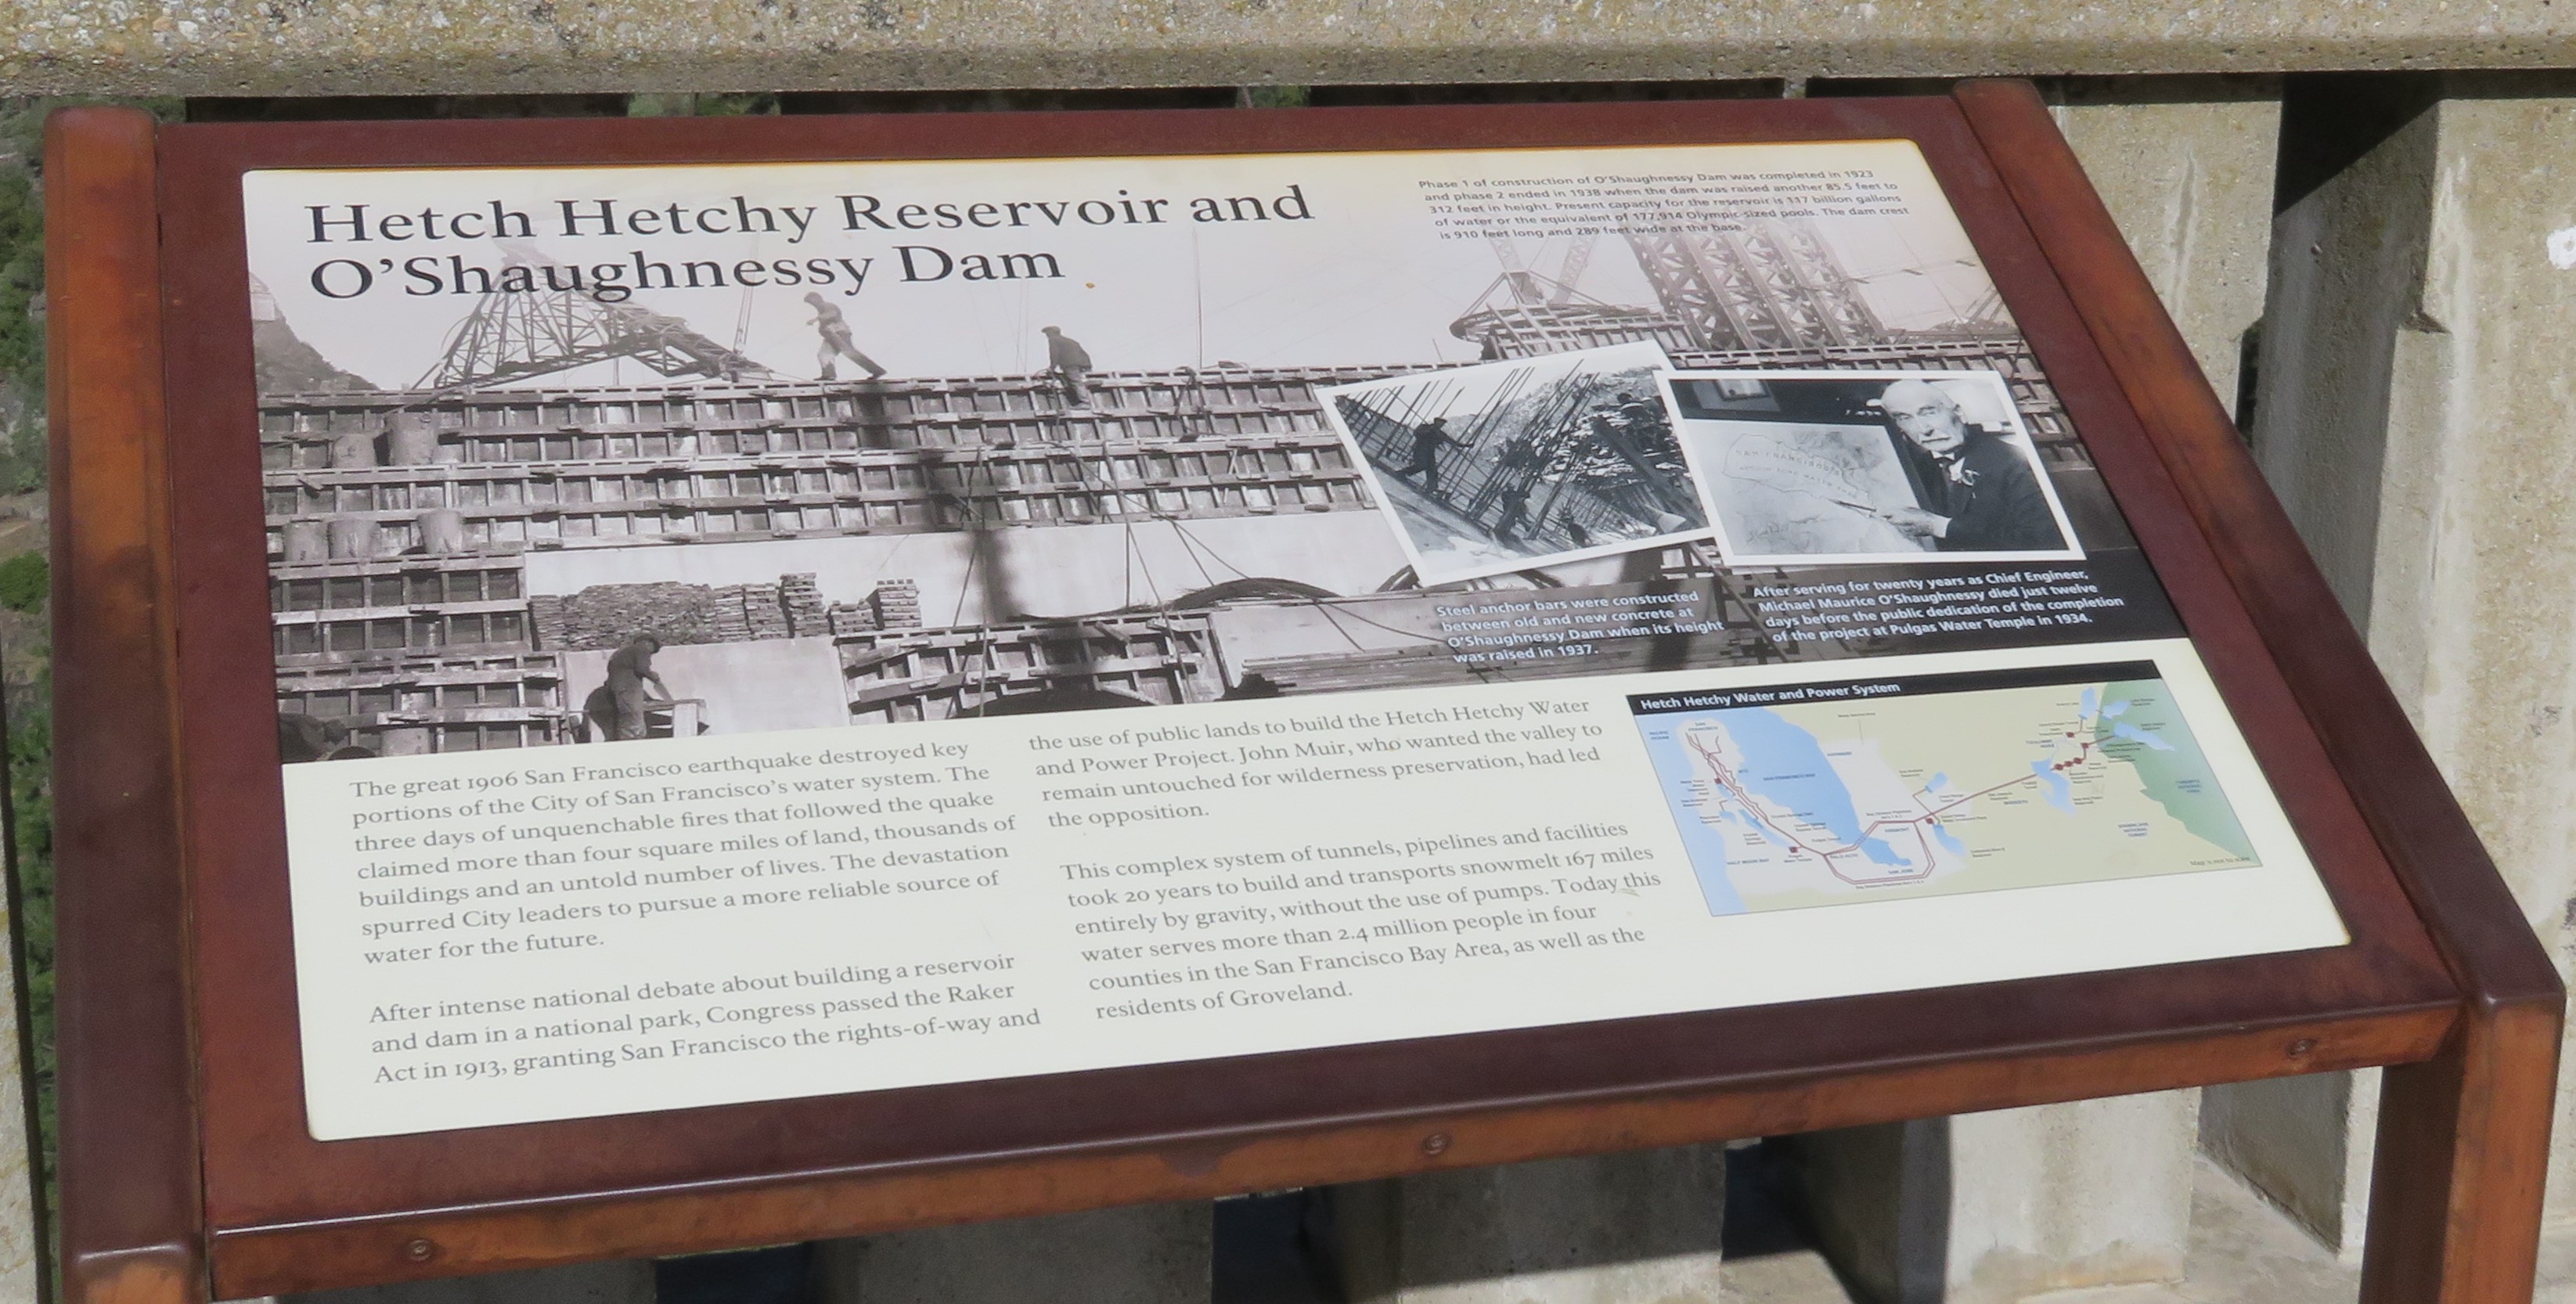 Hetch Hetchy Reservoir and
O'Shaughnessy Dam
Phase 1 of construction of O'Shaughnessy Dam was completed in 1923
and phase 2 ended in 1938 when the dam was raised another 85.5 feet to
312 feet in height. Present capacity for the reservoir is 117 billion gallons
of water or the equivalent of 177,914 Olympic-sized pools. The dam crest
is 910 feet long and 289 feet wide at the base.
Steel anchor bars were constructed
between old and new concrete at
O'Shaughnessy Dam when its height
was raised in 1937.
After serving for twenty years as Chief Engineer,
Michael Maurice O'Shaughnessy died just twelve
days before the public dedication of the completion
of the project at Pulgas Water Temple in 1934.
The great 1906 San Francisco earthquake destroyed key
portions of the City of San Francisco's water system. The
three days of unquenchable fires that followed the quake
claimed more than four square miles of land, thousands of
buildings and an untold number of lives. The devastation
spurred City leaders to pursue a more reliable source of
water for the future.
After intense national debate about building a reservoir
and dam in a national park, Congress passed the Raker
Act in 1913, granting San Francisco the rights-of-way and
the use of public lands to build the Hetch Hetchy Water
and Power Project. John Muir, who wanted the valley to
remain untouched for wilderness preservation, had led
the opposition.
This complex system of tunnels, pipelines and facilities
took 20 years to build and transports snowmelt 167 miles
entirely by gravity, without the use of pumps. Today this
water serves more than 2.4 million people in four
counties in the San Francisco Bay Area, as well as the
residents of Groveland.
Hetch Hetchy Water and Power System